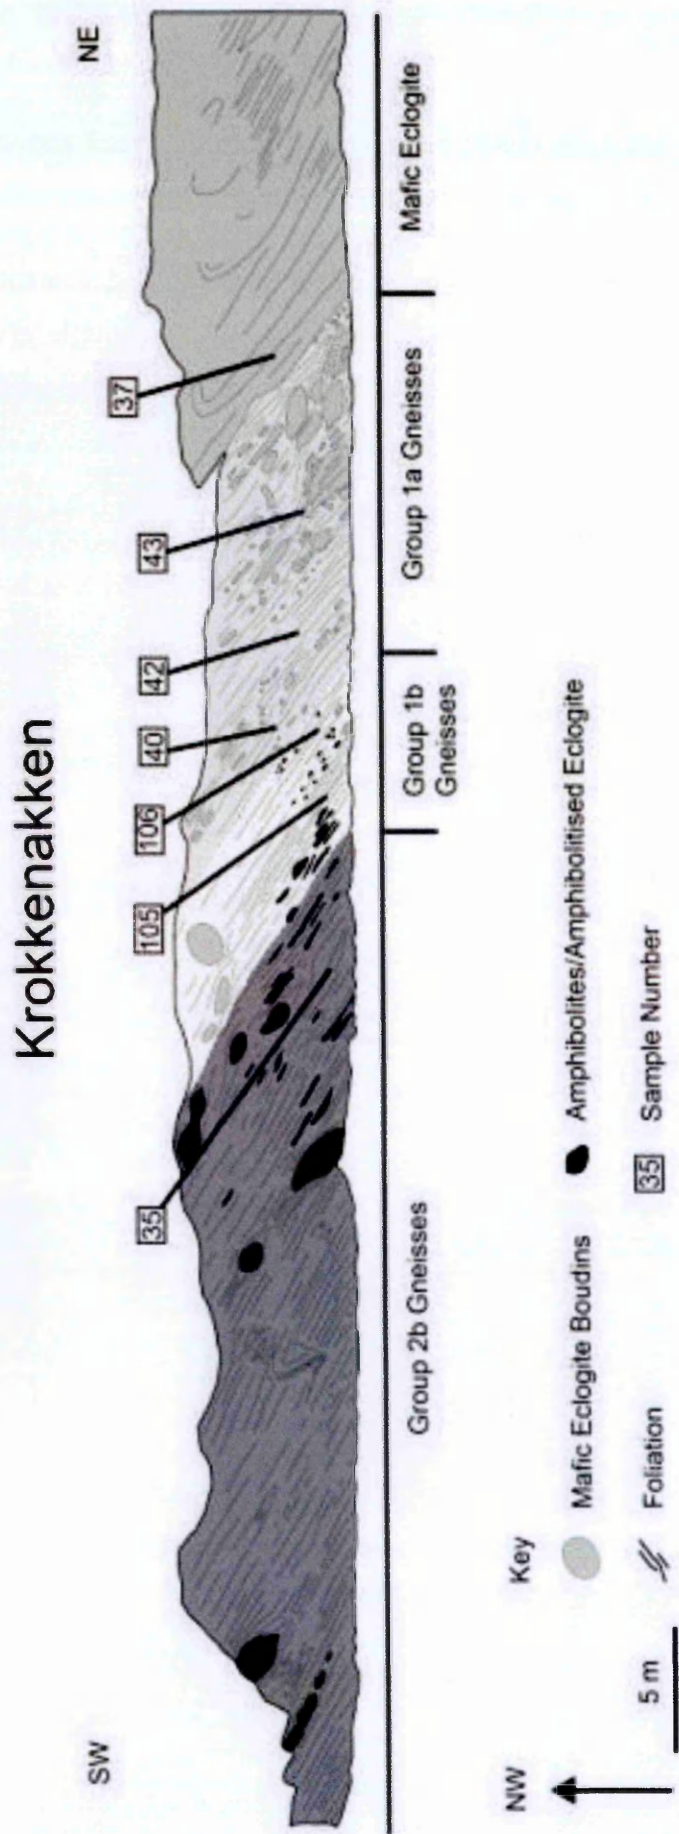 Krokkenakken
SW
NE
35
105
106
40
42
43
37
Group 2b Gneisses
Group 1b
Gneisses
Group 1a Gneisses
Mafic Eclogite
NW
5 m
Key
Mafic Eclogite Boudins
Amphibolites/Amphibolitised Eclogite
Foliation
35 Sample Number